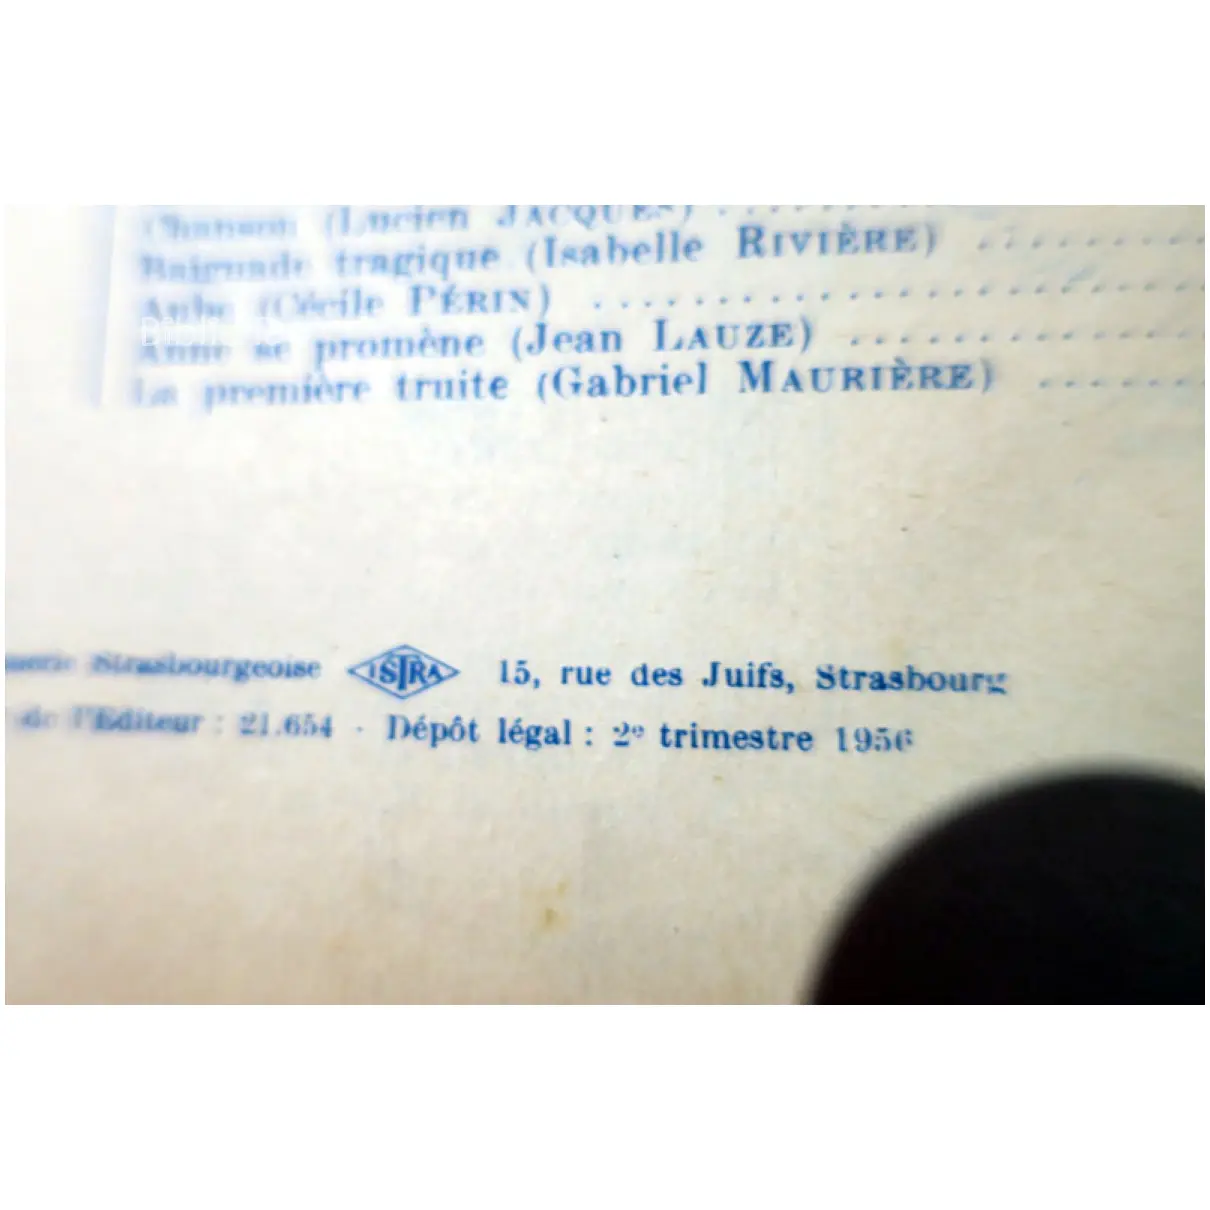 Chanson (Lucien JACQUES) . . . . . . . . . .
Baignade tragique (Isabelle RIVIÈRE) . . . . . . . . .
Aube (Cécile PÉRIN) . . . . . . . . . . . . . . . . . . . . . .
Anne se promène (Jean LAUZE) . . . . . . . . . . . . .
La première truite (Gabriel MAURIÈRE) . . . . . . .
Strasbourgeoise ISTRA 15, rue des Juifs, Strasbourg
de l'Éditeur : 21.654 - Dépôt légal : 2e trimestre 1956